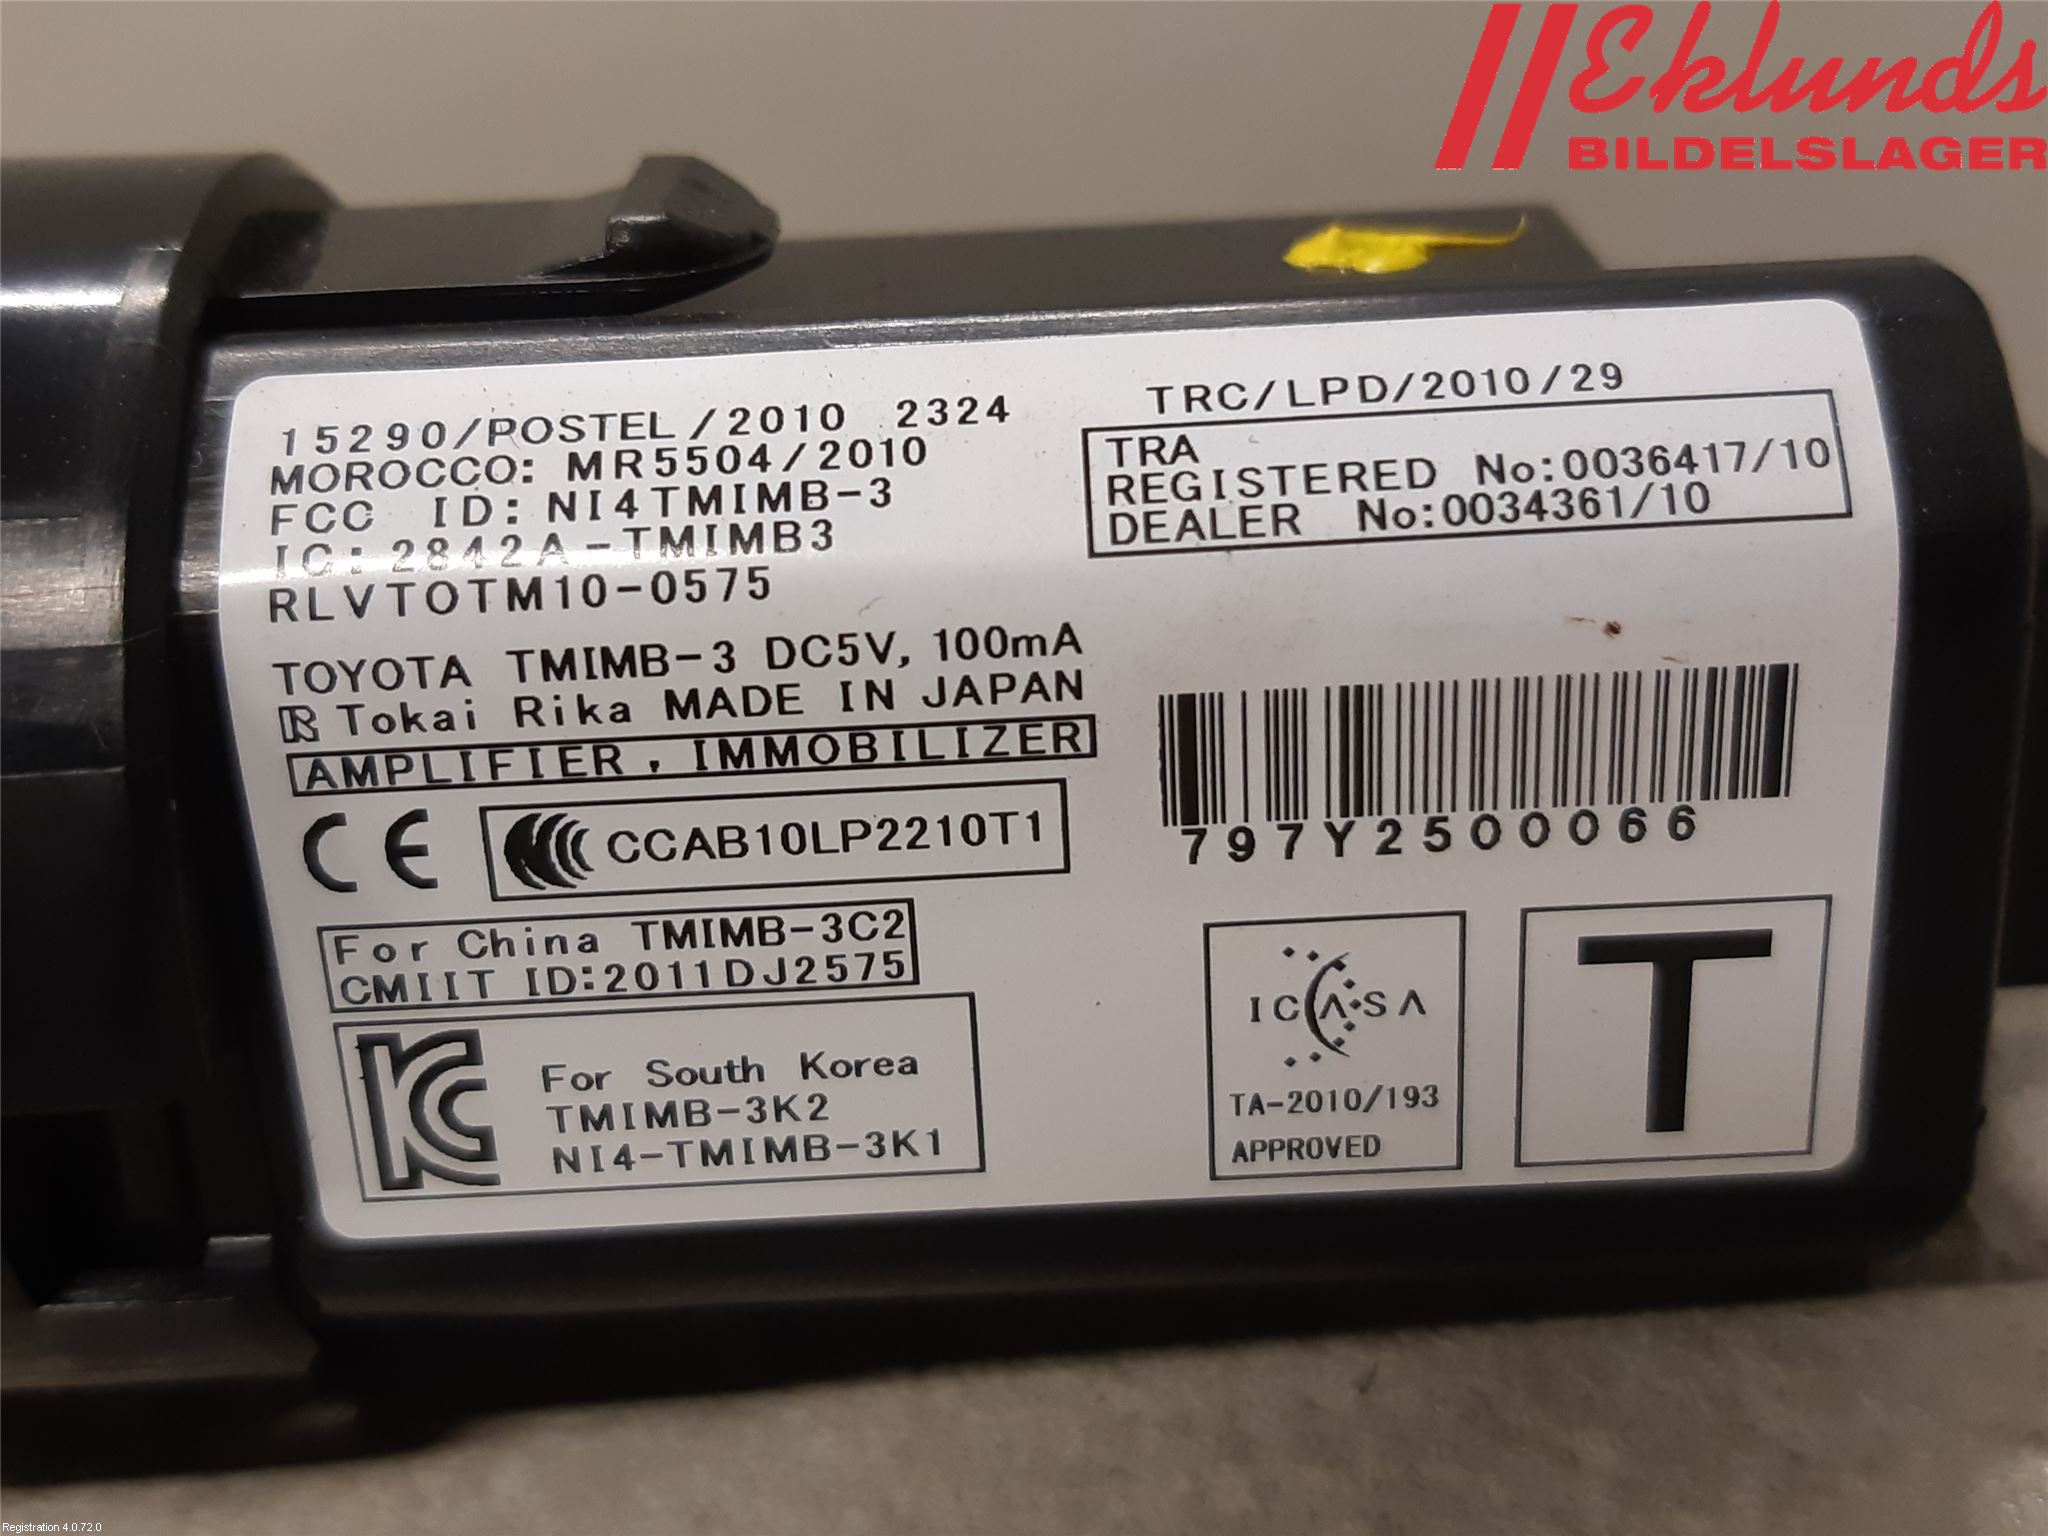 Eklunds
BILDELSLAGER
15290/POSTEL/2010 2324
MOROCCO: MR5504/2010
FCC ID: NI4TMIMB-3
IC: 2842A-TMIMB3
RLVTOTM10-0575
TRC/LPD/2010/29
TRA
REGISTERED No:0036417/10
DEALER No:0034361/10
TOYOTA TMIMB-3 DC5V, 100mA
Tokai Rika MADE IN JAPAN
AMPLIFIER, IMMOBILIZER
CE
CCAB10LP2210T1
797Y2500066
For China TMIMB-3C2
CMIIT ID:2011DJ2575
KC
For South Korea
TMIMB-3K2
NI4-TMIMB-3K1
ICASA
TA-2010/193
APPROVED
T
Registration 4.0.72.0